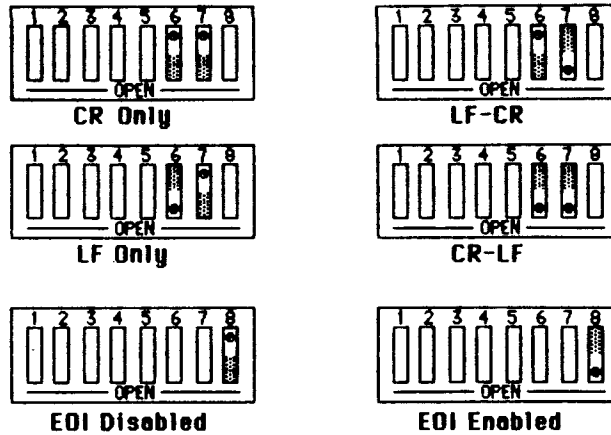 1 2 3 4 5 6 7 8
OPEN
CR Only
1 2 3 4 5 6 7 8
OPEN
LF-CR
1 2 3 4 5 6 7 8
OPEN
LF Only
1 2 3 4 5 6 7 8
OPEN
CR-LF
1 2 3 4 5 6 7 8
OPEN
EOI Disabled
1 2 3 4 5 6 7 8
OPEN
EOI Enabled